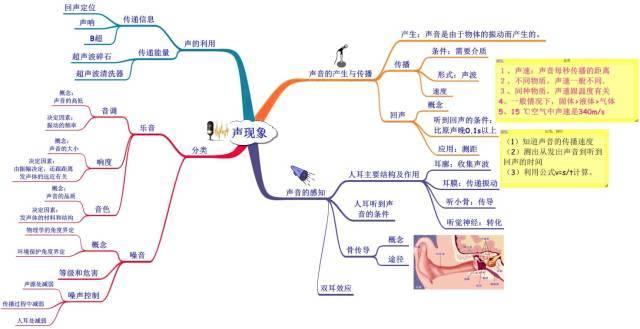 声现象
声音的产生与传播
产生：声音是由于物体的振动而产生的。
传播
条件：需要介质
形式：声波
速度
1、声速：声音每秒传播的距离
2、不同物质，声速一般不同。
3、同种物质，声速跟温度有关
4、一般情况下，固体>液体>气体
5、15 ℃空气中声速是340m/s
回声
概念
听到回声的条件：
比原声晚0.1s以上
应用：测距
（1）知道声音的传播速度
（2）测出从发出声音到听到
回声的时间
（3）利用公式v=s/t计算。
声音的感知
人耳主要结构及作用
耳廓：收集声波
耳膜：传递振动
听小骨：传导
听觉神经：转化
人耳听到声
音的条件
骨传导
概念
途径
双耳效应
声的利用
传递信息
回声定位
声呐
B超
传递能量
超声波碎石
超声波清洗器
分类
乐音
音调
概念：
声音的高低
决定因素：
振动的频率
响度
概念：
声音的大小
决定因素：
由振幅决定，还跟距离
发声体的远近有关
音色
概念：
声音的品质
决定因素：
发声体的材料和结构
噪音
概念
物理学的角度界定
环境保护角度界定
等级和危害
噪声控制
声源处减弱
传播过程中减弱
人耳处减弱